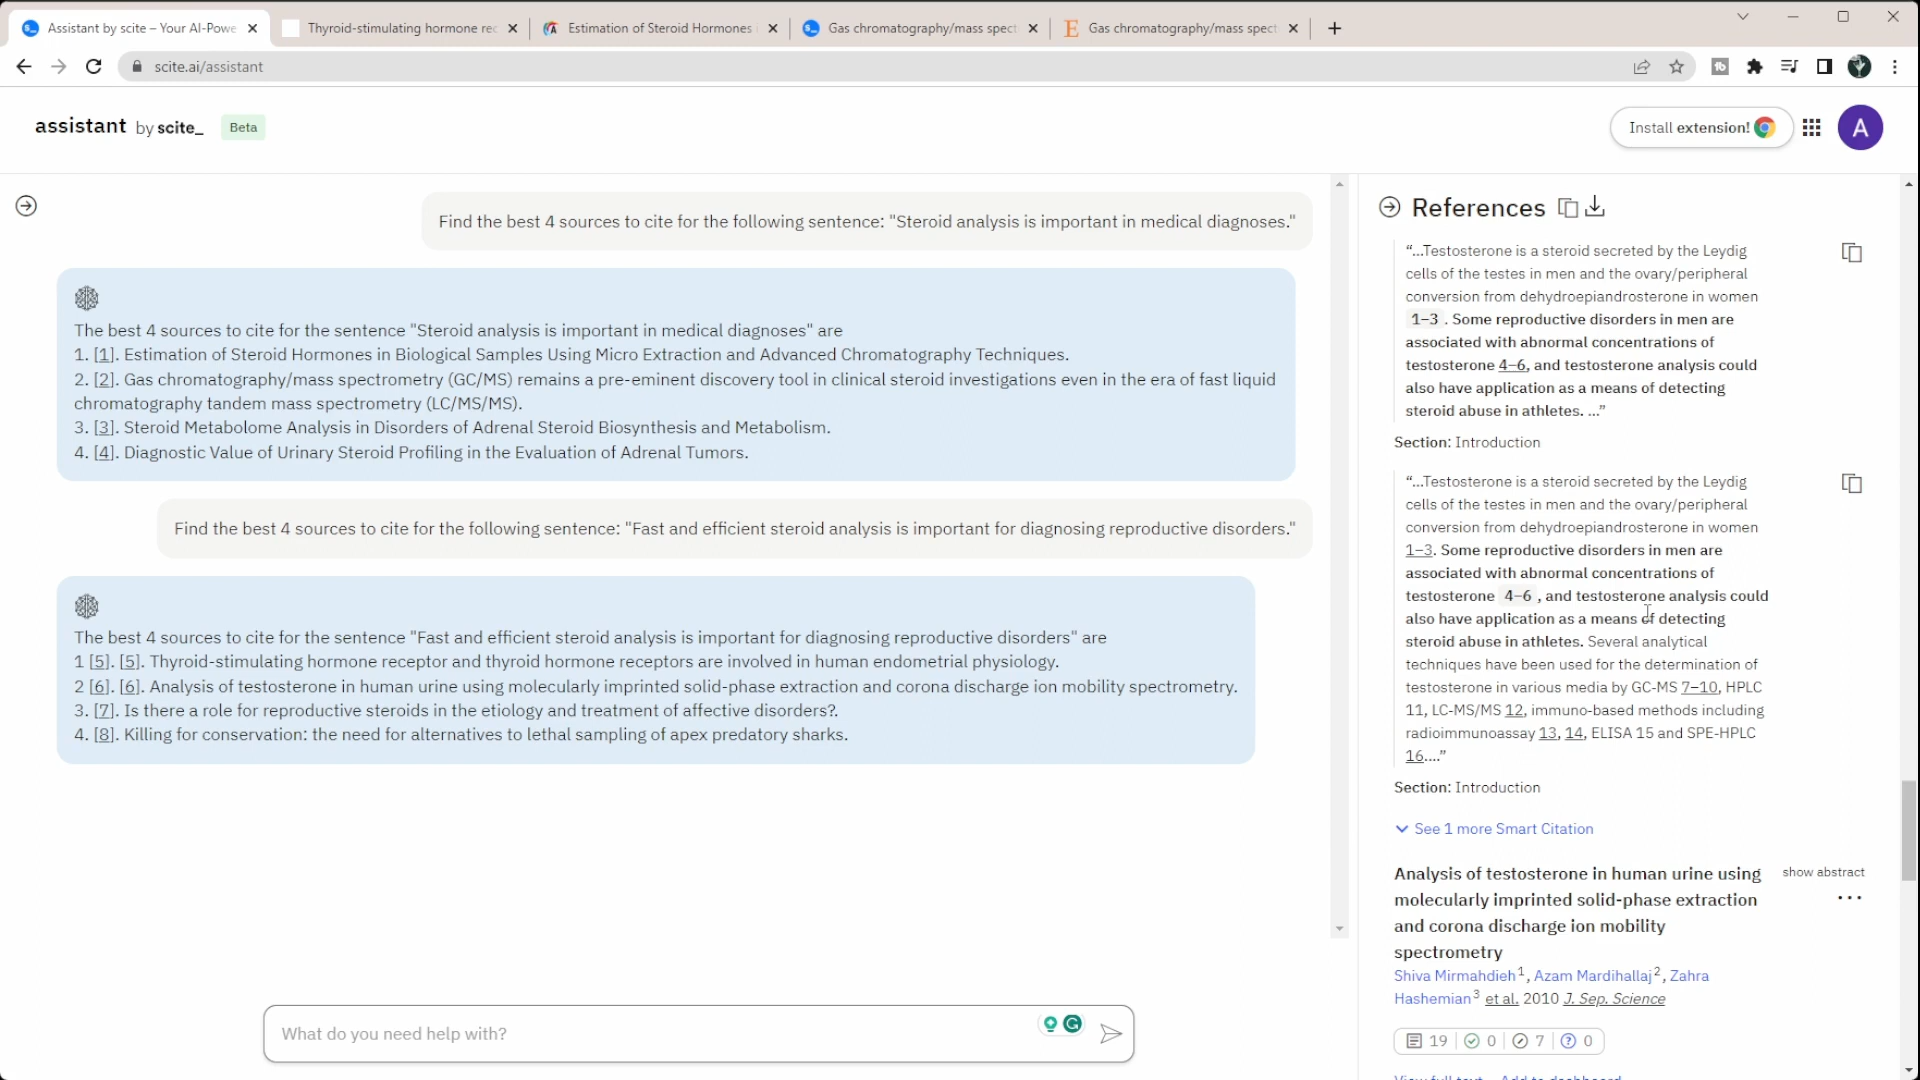 Assistant by scite – Your AI-Powe
Thyroid-stimulating hormone rec
Estimation of Steroid Hormones i
Gas chromatography/mass spect
Gas chromatography/mass spect
scite.ai/assistant
assistant by scite_ Beta
Install extension!
A
Find the best 4 sources to cite for the following sentence: "Steroid analysis is important in medical diagnoses."
The best 4 sources to cite for the sentence "Steroid analysis is important in medical diagnoses" are
1. [1]. Estimation of Steroid Hormones in Biological Samples Using Micro Extraction and Advanced Chromatography Techniques.
2. [2]. Gas chromatography/mass spectrometry (GC/MS) remains a pre-eminent discovery tool in clinical steroid investigations even in the era of fast liquid
chromatography tandem mass spectrometry (LC/MS/MS).
3. [3]. Steroid Metabolome Analysis in Disorders of Adrenal Steroid Biosynthesis and Metabolism.
4. [4]. Diagnostic Value of Urinary Steroid Profiling in the Evaluation of Adrenal Tumors.
Find the best 4 sources to cite for the following sentence: "Fast and efficient steroid analysis is important for diagnosing reproductive disorders."
The best 4 sources to cite for the sentence "Fast and efficient steroid analysis is important for diagnosing reproductive disorders" are
1 [5]. [5]. Thyroid-stimulating hormone receptor and thyroid hormone receptors are involved in human endometrial physiology.
2 [6]. [6]. Analysis of testosterone in human urine using molecularly imprinted solid-phase extraction and corona discharge ion mobility spectrometry.
3. [7]. Is there a role for reproductive steroids in the etiology and treatment of affective disorders?.
4. [8]. Killing for conservation: the need for alternatives to lethal sampling of apex predatory sharks.
What do you need help with?
References
“...Testosterone is a steroid secreted by the Leydig
cells of the testes in men and the ovary/peripheral
conversion from dehydroepiandrosterone in women
1–3 . Some reproductive disorders in men are
associated with abnormal concentrations of
testosterone 4–6, and testosterone analysis could
also have application as a means of detecting
steroid abuse in athletes. ...”
Section: Introduction
“...Testosterone is a steroid secreted by the Leydig
cells of the testes in men and the ovary/peripheral
conversion from dehydroepiandrosterone in women
1–3. Some reproductive disorders in men are
associated with abnormal concentrations of
testosterone 4–6 , and testosterone analysis could
also have application as a means of detecting
steroid abuse in athletes. Several analytical
techniques have been used for the determination of
testosterone in various media by GC-MS 7–10, HPLC
11, LC-MS/MS 12, immuno-based methods including
radioimmunoassay 13, 14, ELISA 15 and SPE-HPLC
16....”
Section: Introduction
See 1 more Smart Citation
Analysis of testosterone in human urine using
molecularly imprinted solid-phase extraction
and corona discharge ion mobility
spectrometry
show abstract
Shiva Mirmahdieh1, Azam Mardihallaj2, Zahra
Hashemian3 et al. 2010 J. Sep. Science
19 0 7 0
View full text Add to dashboard